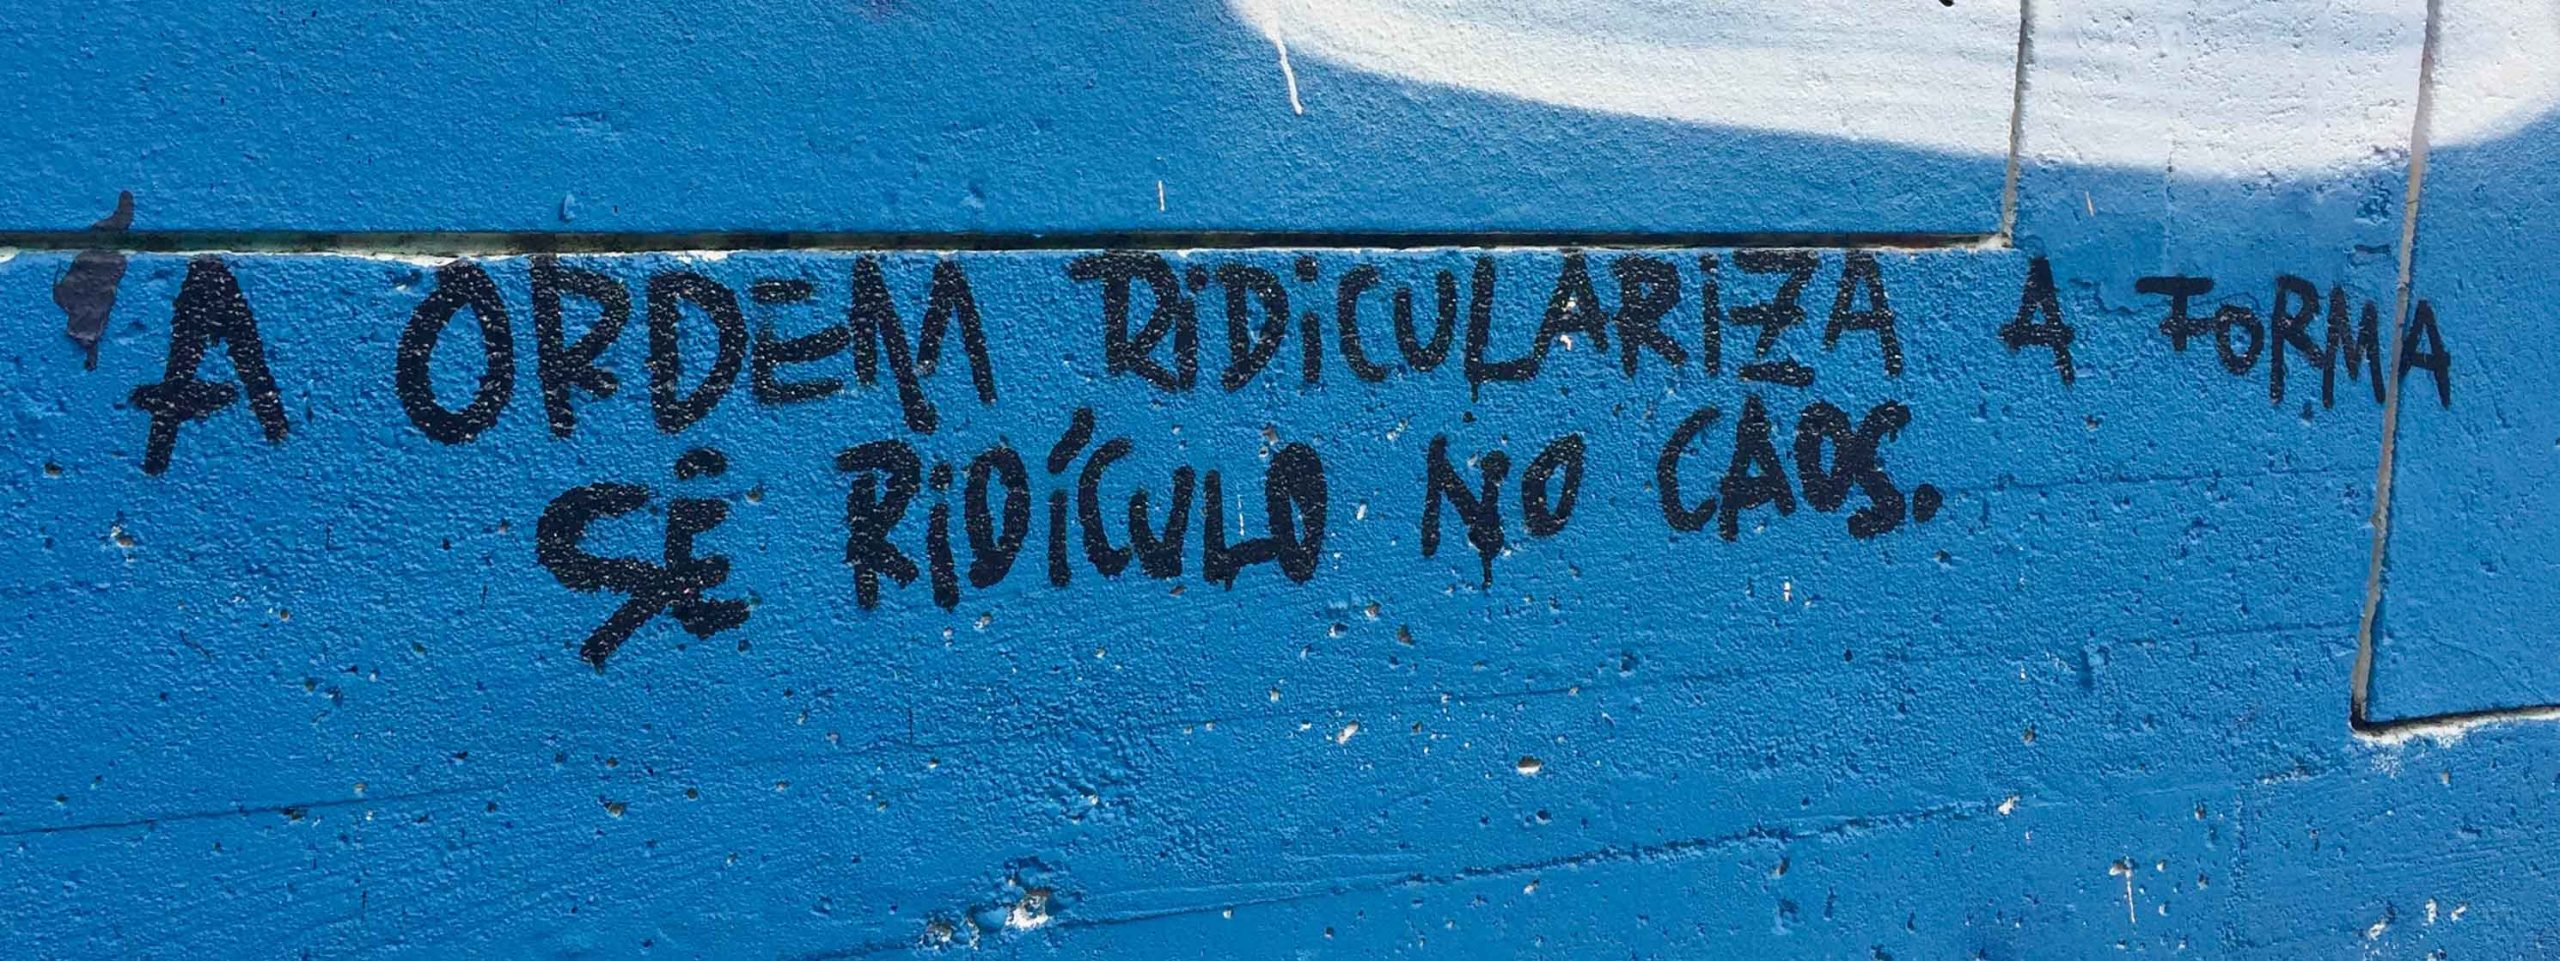 A ORDEM RIDICULARIZA A FORMA
SÊ RIDÍCULO NO CAOS.